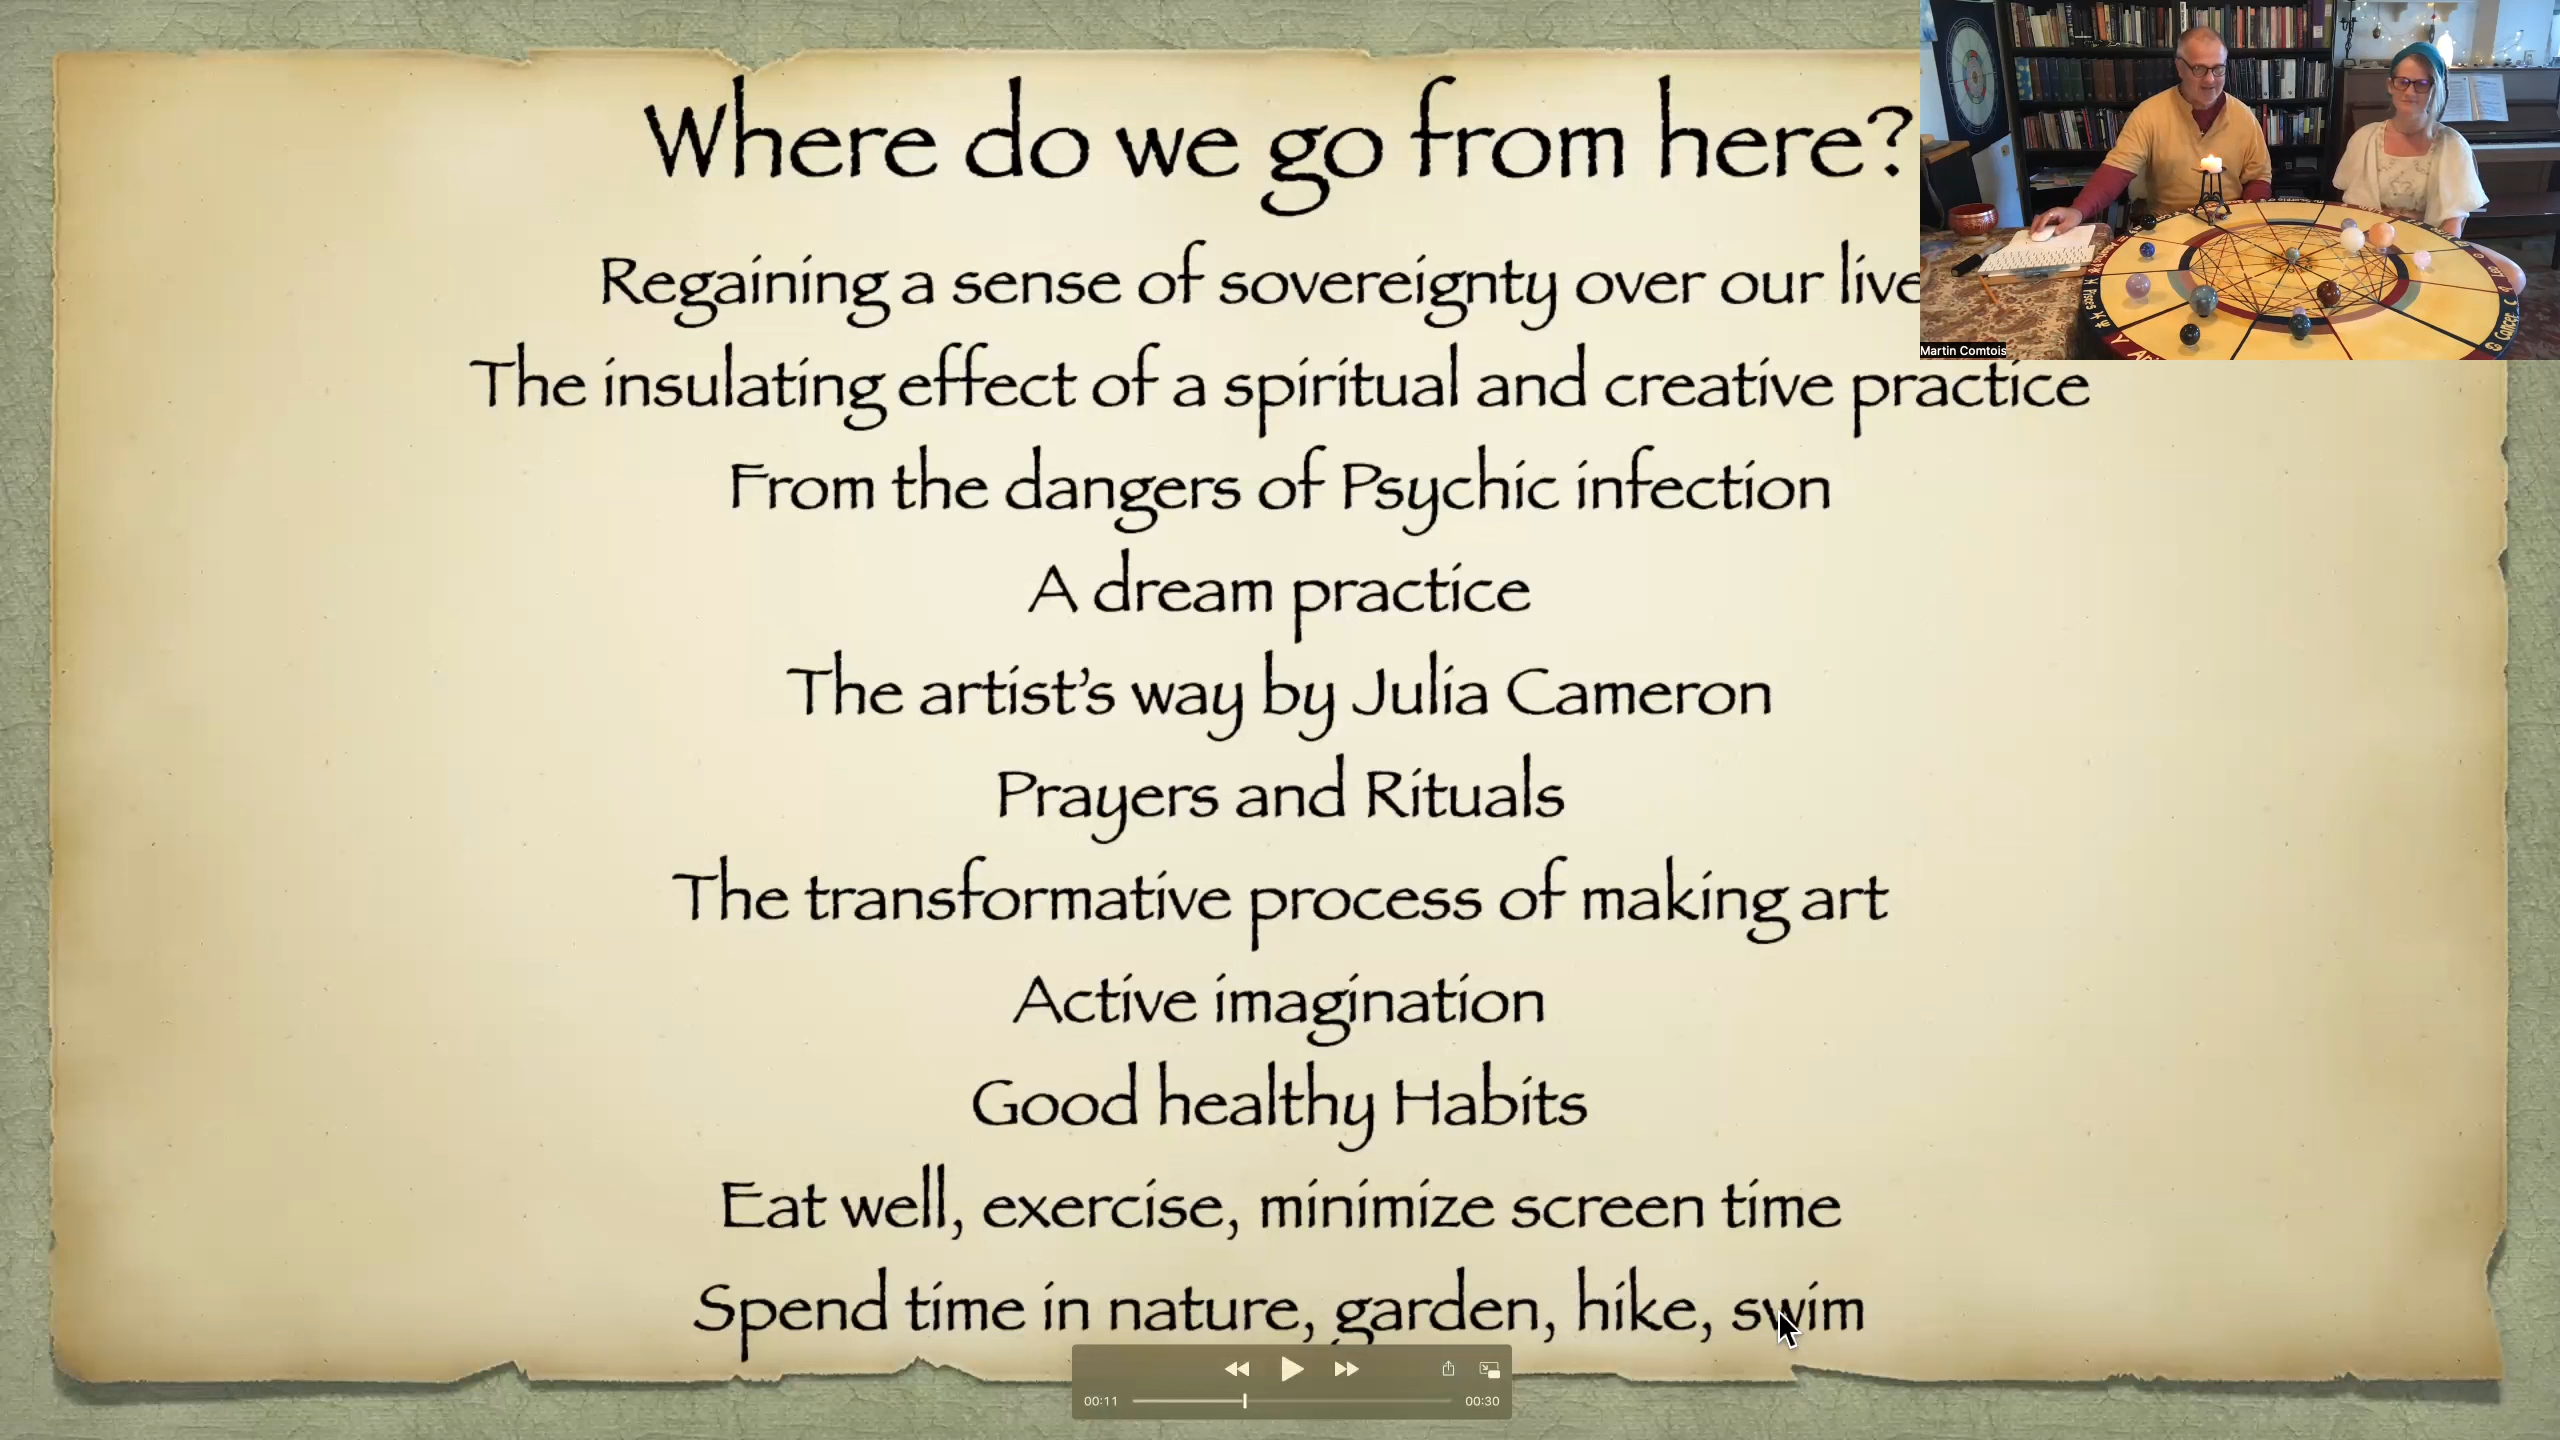 Where do we go from here?
Regaining a sense of sovereignty over our live
The insulating effect of a spiritual and creative practice
From the dangers of Psychic infection
A dream practice
The artist's way by Julia Cameron
Prayers and Rituals
The transformative process of making art
Active imagination
Good healthy Habits
Eat well, exercise, minimize screen time
Spend time in nature, garden, hike, swim
Martin Comtois
Pisces
Cancer
00:11
00:30